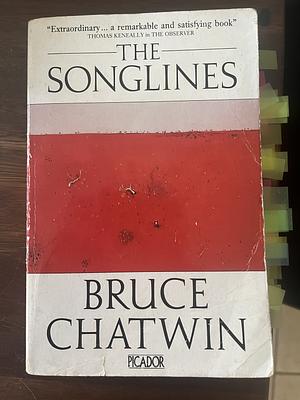 “Extraordinary... a remarkable and satisfying book”
THOMAS KENEALLY in THE OBSERVER
THE
SONGLINES
BRUCE
CHATWIN
PICADOR